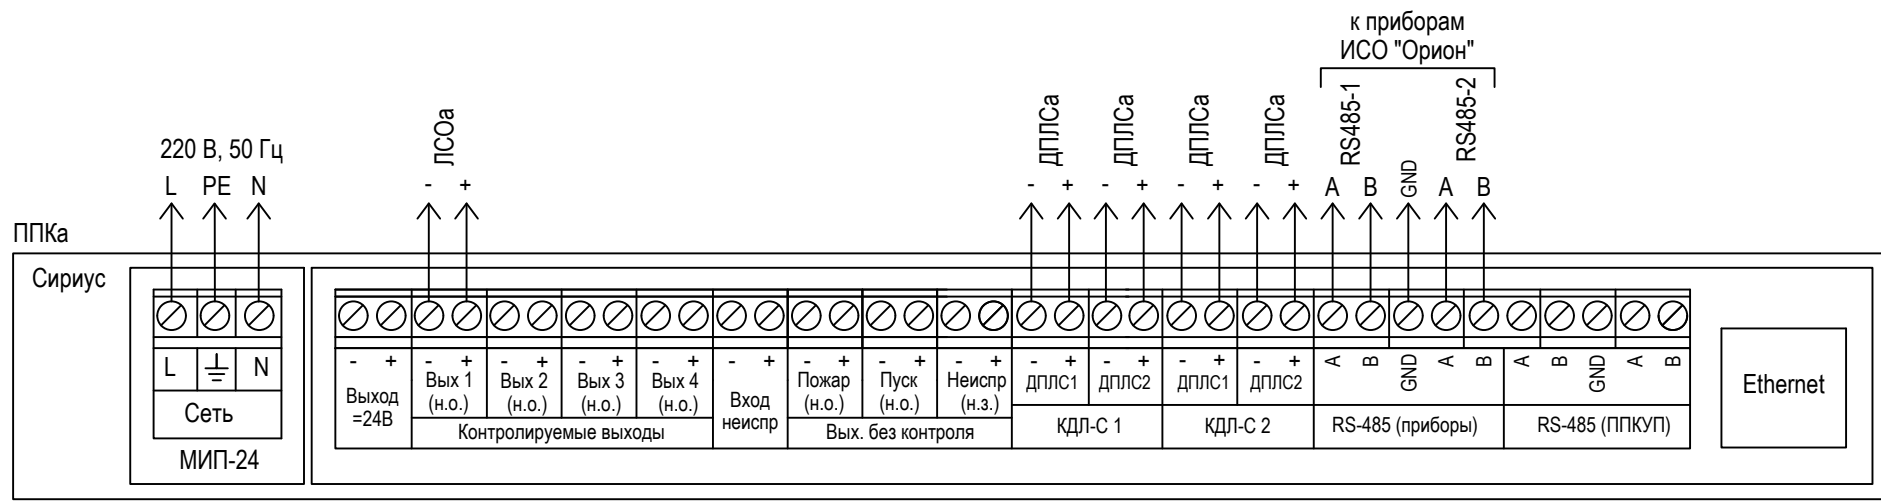 к приборам
ИСО "Орион"
ЛСОа
ДПЛСа
ДПЛСа
ДПЛСа
ДПЛСа
RS485-1
RS485-2
220 В, 50 Гц
L PE N
- +
- + - + - + - +
A B GND A B
ППКа
Сириус
L N
Сеть
МИП-24
- + - + - + - + - + - + - + - + - + - + - + - + - + A B GND A B A B GND A B
Выход
=24В
Вых 1
(н.о.)
Вых 2
(н.о.)
Вых 3
(н.о.)
Вых 4
(н.о.)
Контролируемые выходы
Вход
неиспр
Пожар
(н.о.)
Пуск
(н.о.)
Неиспр
(н.з.)
Вых. без контроля
ДПЛС1 ДПЛС2
КДЛ-С 1
ДПЛС1 ДПЛС2
КДЛ-С 2
RS-485 (приборы)
RS-485 (ППКУП)
Ethernet